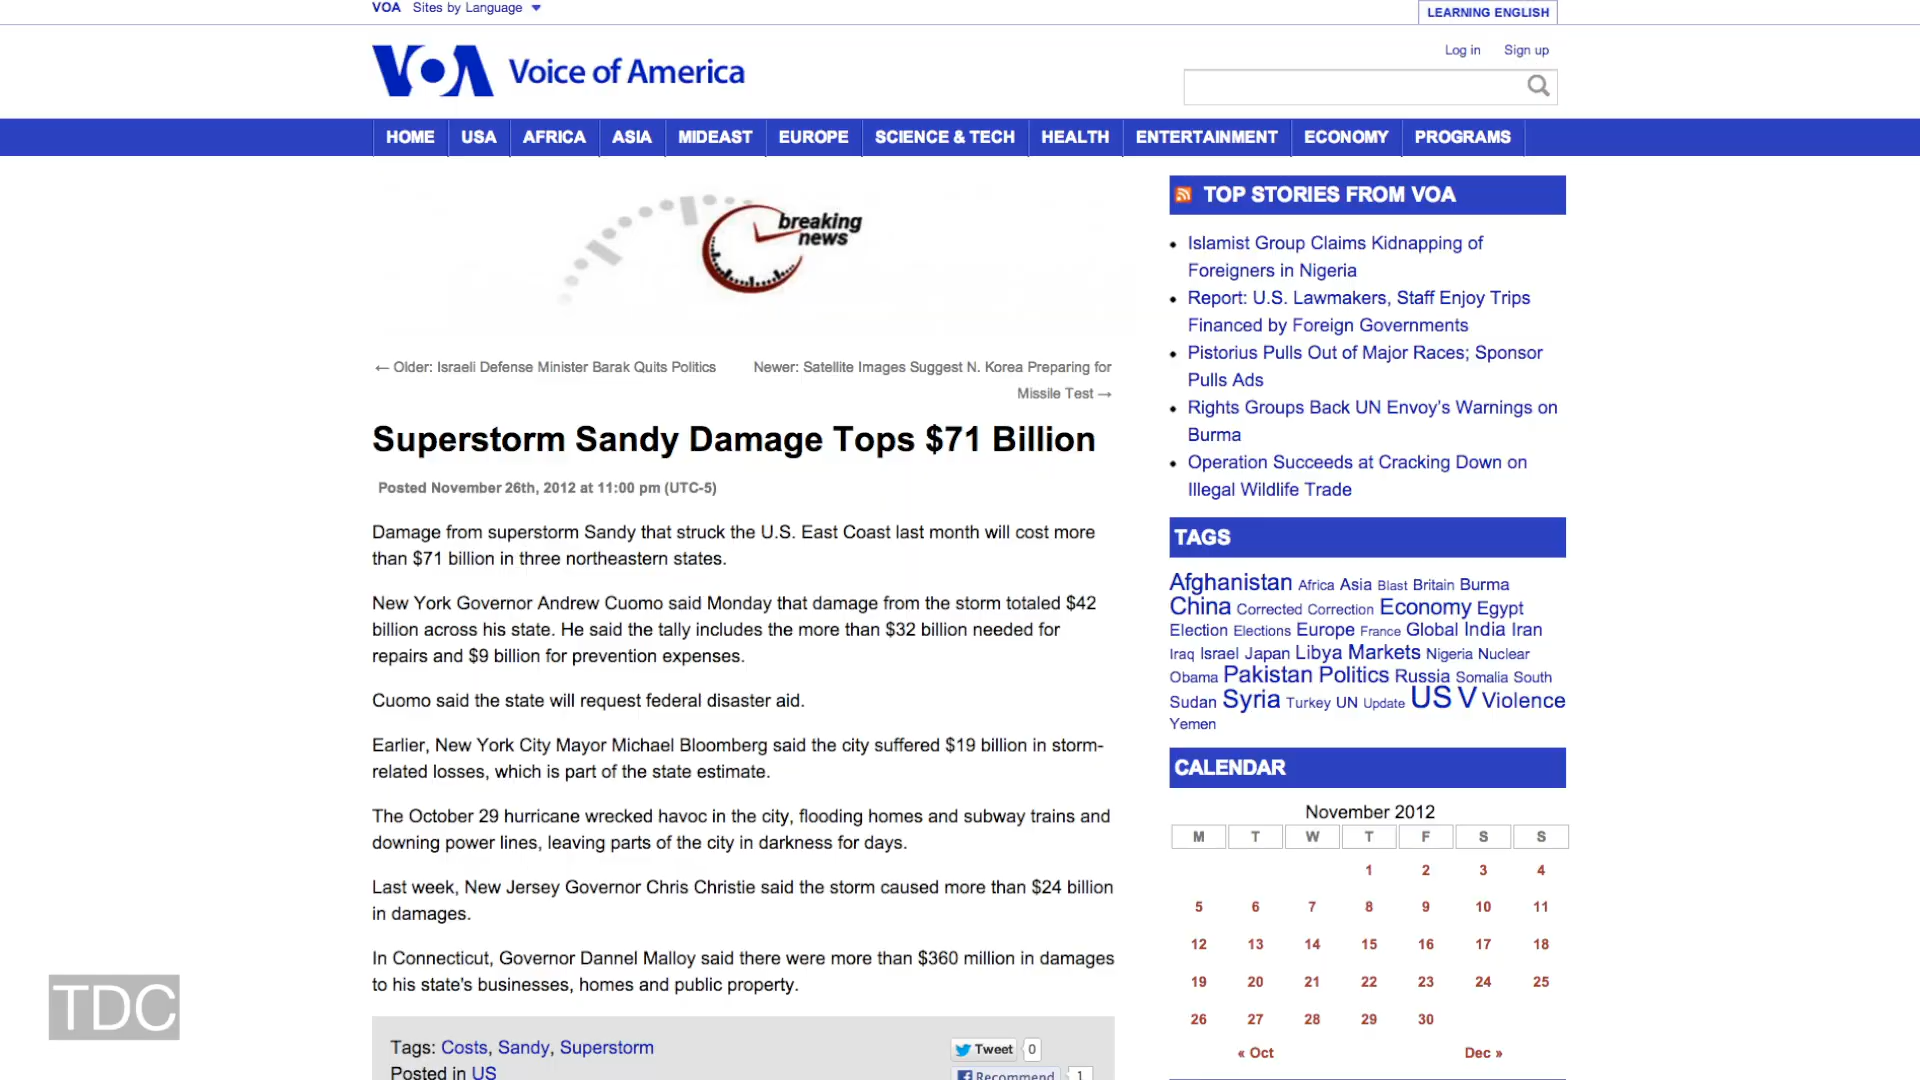 VOA Sites by Language
LEARNING ENGLISH
VOA Voice of America
Log in Sign up
HOME USA AFRICA ASIA MIDEAST EUROPE SCIENCE & TECH HEALTH ENTERTAINMENT ECONOMY PROGRAMS
breaking
news
← Older: Israeli Defense Minister Barak Quits Politics
Newer: Satellite Images Suggest N. Korea Preparing for
Missile Test →
Superstorm Sandy Damage Tops $71 Billion
Posted November 26th, 2012 at 11:00 pm (UTC-5)
Damage from superstorm Sandy that struck the U.S. East Coast last month will cost more
than $71 billion in three northeastern states.
New York Governor Andrew Cuomo said Monday that damage from the storm totaled $42
billion across his state. He said the tally includes the more than $32 billion needed for
repairs and $9 billion for prevention expenses.
Cuomo said the state will request federal disaster aid.
Earlier, New York City Mayor Michael Bloomberg said the city suffered $19 billion in storm-
related losses, which is part of the state estimate.
The October 29 hurricane wrecked havoc in the city, flooding homes and subway trains and
downing power lines, leaving parts of the city in darkness for days.
Last week, New Jersey Governor Chris Christie said the storm caused more than $24 billion
in damages.
In Connecticut, Governor Dannel Malloy said there were more than $360 million in damages
to his state's businesses, homes and public property.
Tags: Costs, Sandy, Superstorm
Posted in US
Tweet 0
Recommend 1
TOP STORIES FROM VOA
• Islamist Group Claims Kidnapping of
Foreigners in Nigeria
• Report: U.S. Lawmakers, Staff Enjoy Trips
Financed by Foreign Governments
• Pistorius Pulls Out of Major Races; Sponsor
Pulls Ads
• Rights Groups Back UN Envoy's Warnings on
Burma
• Operation Succeeds at Cracking Down on
Illegal Wildlife Trade
TAGS
Afghanistan Africa Asia Blast Britain Burma
China Corrected Correction Economy Egypt
Election Elections Europe France Global India Iran
Iraq Israel Japan Libya Markets Nigeria Nuclear
Obama Pakistan Politics Russia Somalia South
Sudan Syria Turkey UN Update US V Violence
Yemen
CALENDAR
November 2012
M T W T F S S
1 2 3 4
5 6 7 8 9 10 11
12 13 14 15 16 17 18
19 20 21 22 23 24 25
26 27 28 29 30
« Oct Dec »
TDC